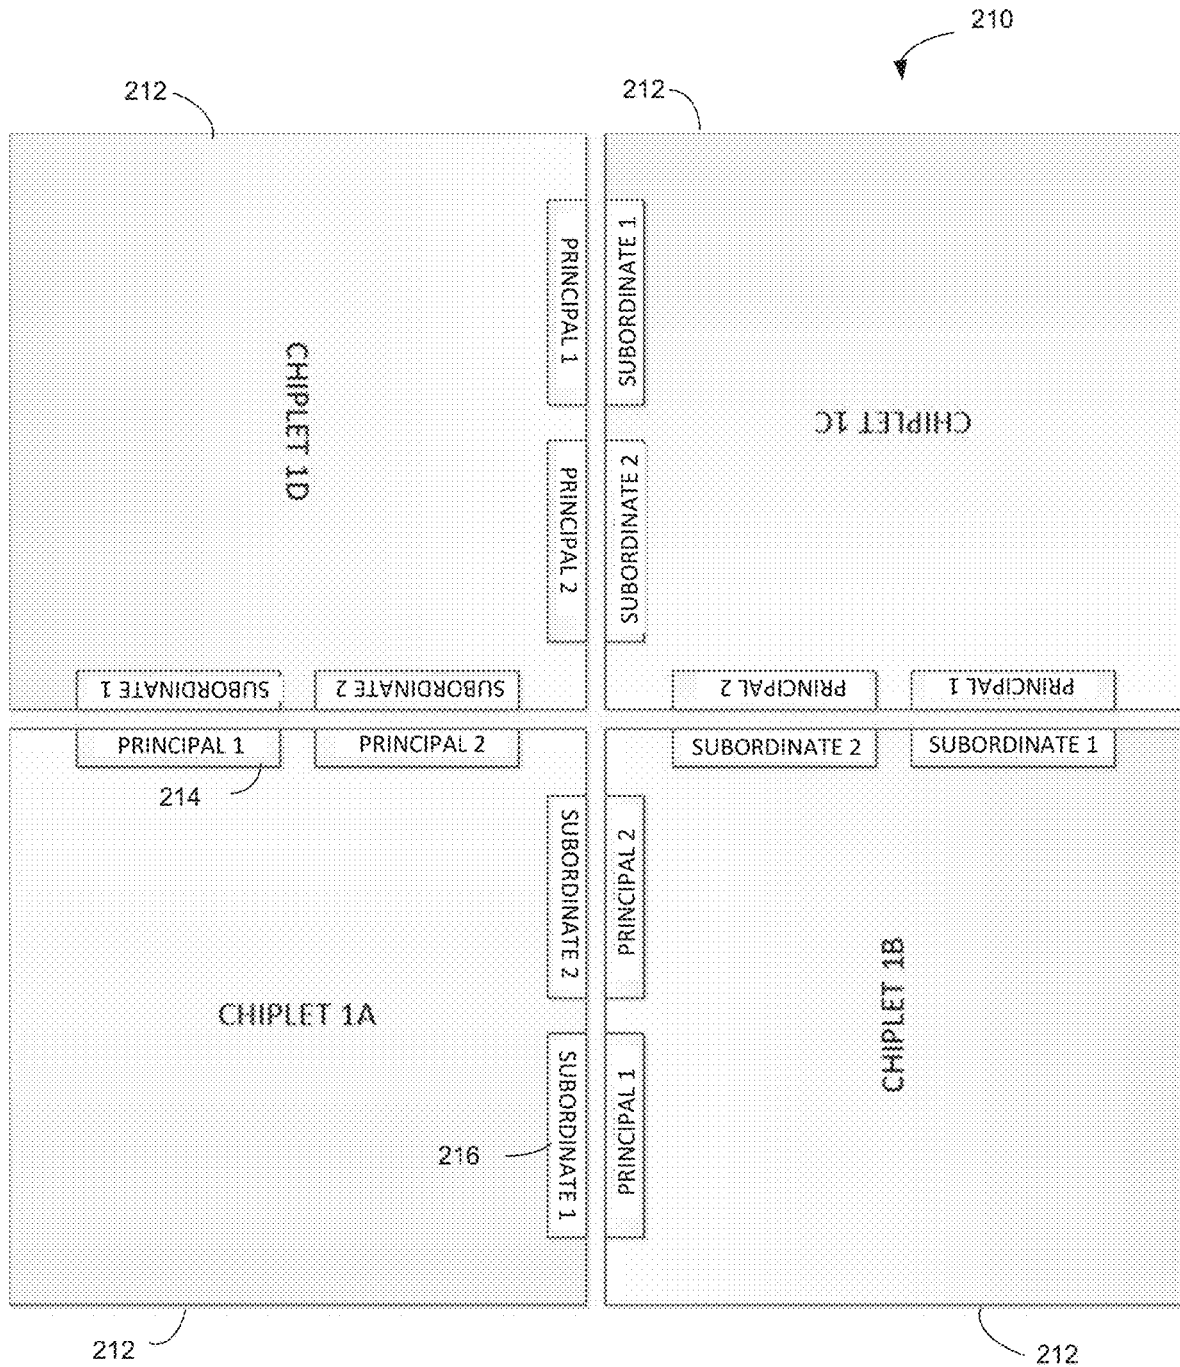 210
212
212
PRINCIPAL 1
SUBORDINATE 1
CHIPLET 1D
CHIPLET 1C
PRINCIPAL 2
SUBORDINATE 2
SUBORDINATE 1
SUBORDINATE 2
PRINCIPAL 2
PRINCIPAL 1
PRINCIPAL 1
PRINCIPAL 2
SUBORDINATE 2
SUBORDINATE 1
214
SUBORDINATE 2
PRINCIPAL 2
CHIPLET 1A
CHIPLET 1B
216
SUBORDINATE 1
PRINCIPAL 1
212
212